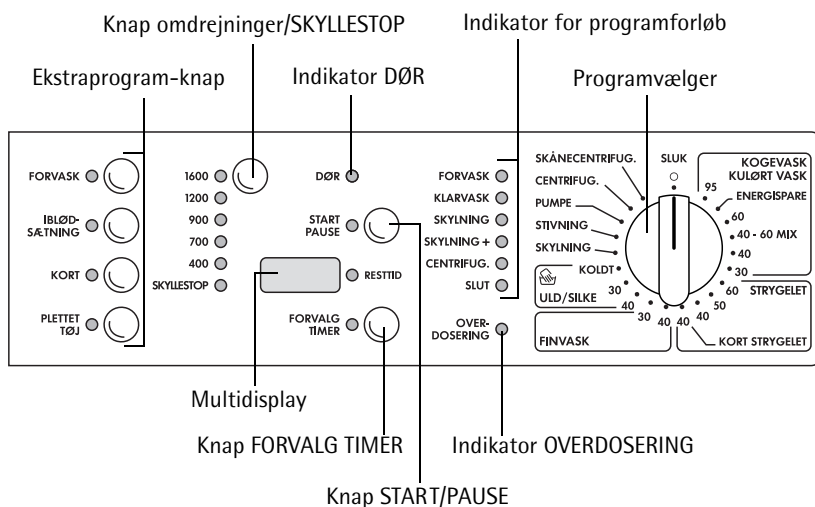 Knap omdrejninger/SKYLLESTOP
Indikator for programforløb
Ekstraprogram-knap
Indikator DØR
Programvælger
FORVASK
IBLØD-
SÆTNING
KORT
PLETTET
TØJ
1600
1200
900
700
400
SKYLLESTOP
DØR
START
PAUSE
RESTTID
FORVALG
TIMER
FORVASK
KLARVASK
SKYLNING
SKYLNING +
CENTRIFUG.
SLUT
OVER-
DOSERING
SKÅNECENTRIFUG.
CENTRIFUG.
PUMPE
STIVNING
SKYLNING
KOLDT
30
ULD/SILKE
40
30
40
FINVASK
SLUK
KOGEVASK
KULØRT VASK
95
ENERGISPARE
60
40 - 60 MIX
40
30
60
STRYGELET
50
40
40
KORT STRYGELET
Multidisplay
Knap FORVALG TIMER
Indikator OVERDOSERING
Knap START/PAUSE